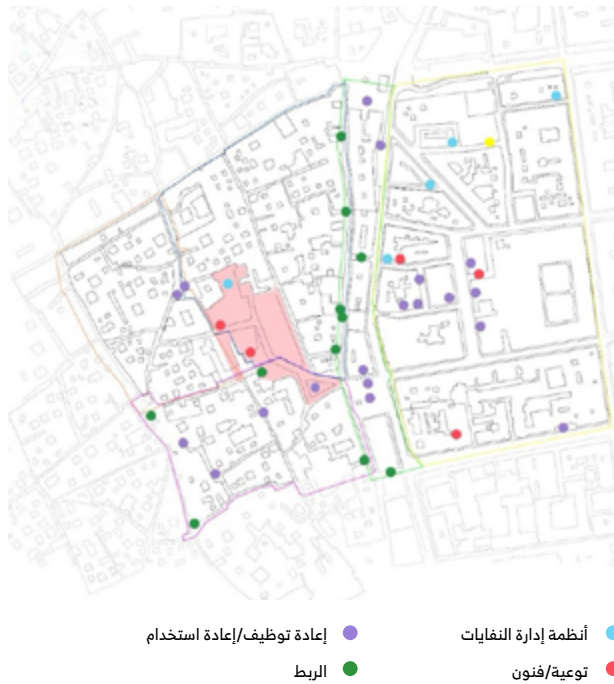 أنظمة إدارة النفايات
إعادة توظيف/إعادة استخدام
توعية/فنون
الربط